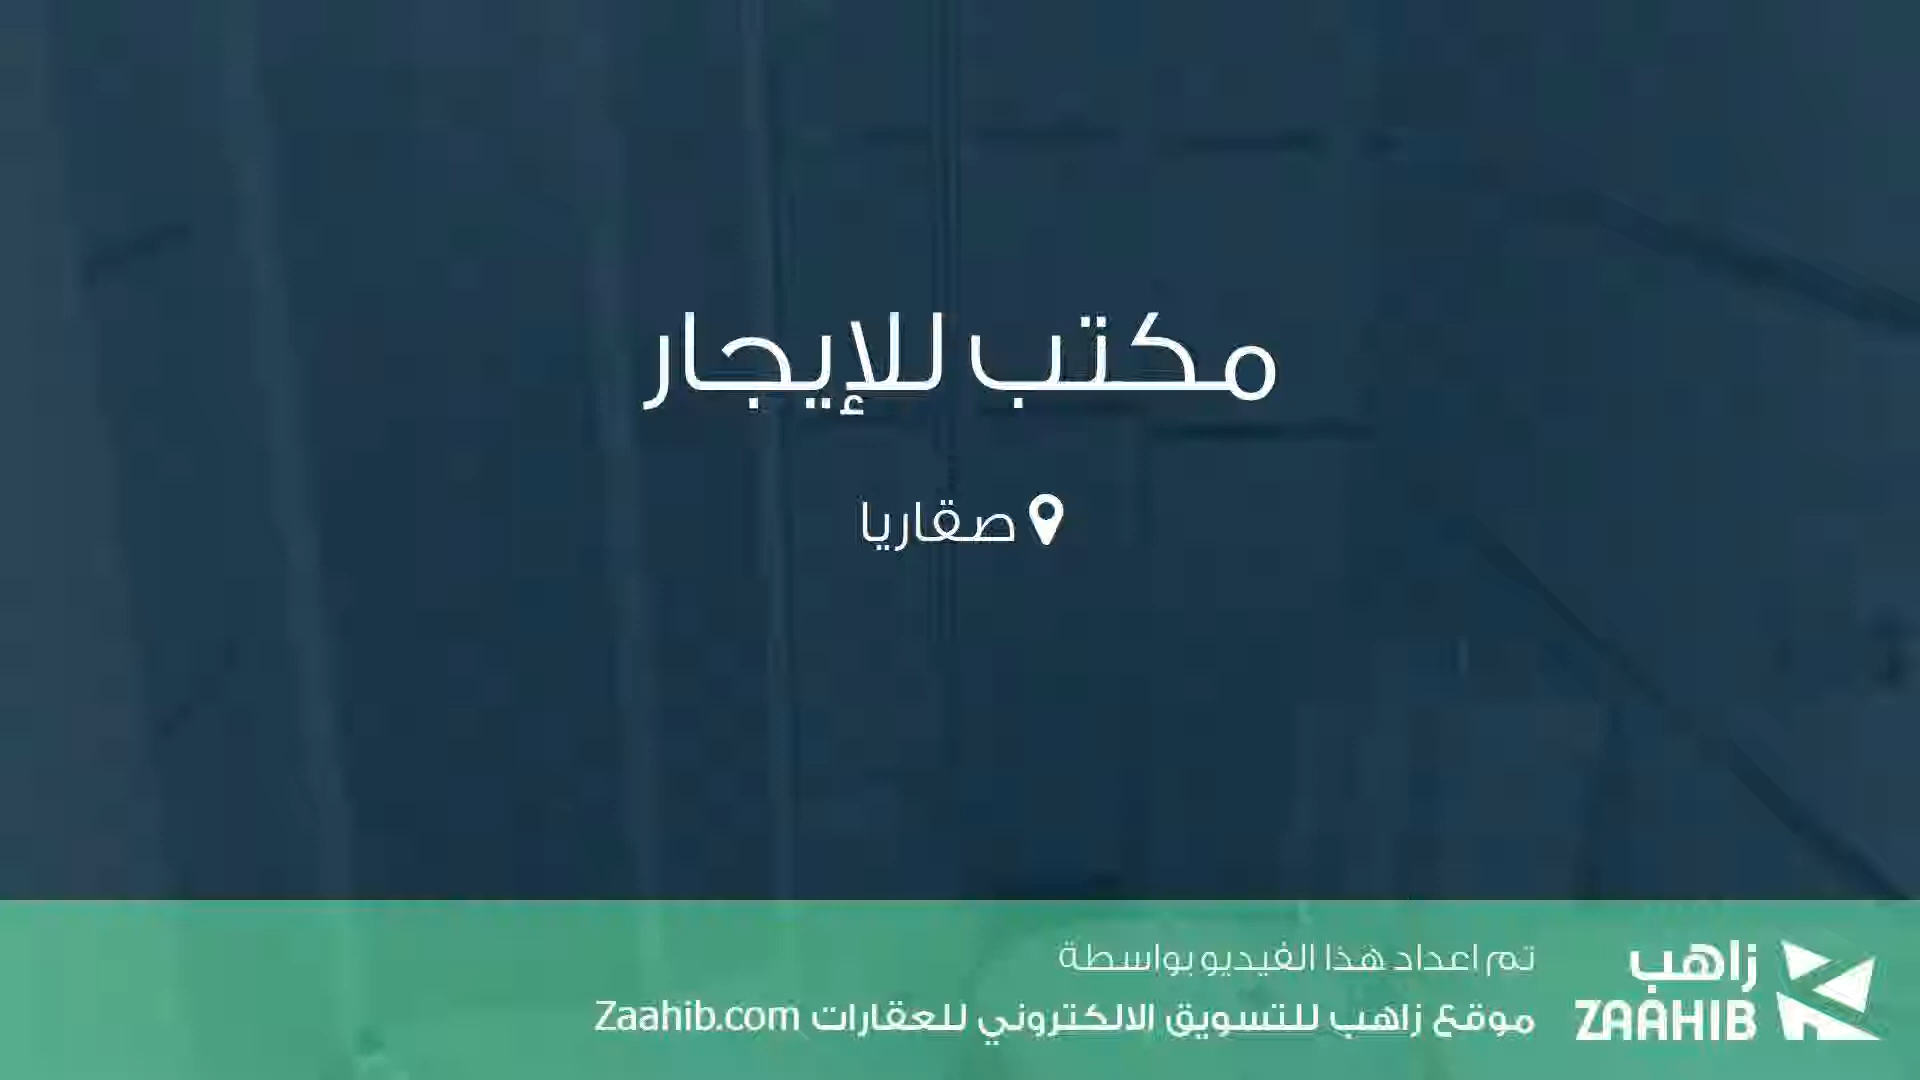 مكتب للإيجار
صقاريا
زاهب
ZAAHIB
تم اعداد هذا الفيديو بواسطة
موقع زاهب للتسويق الالكتروني للعقارات Zaahib.com